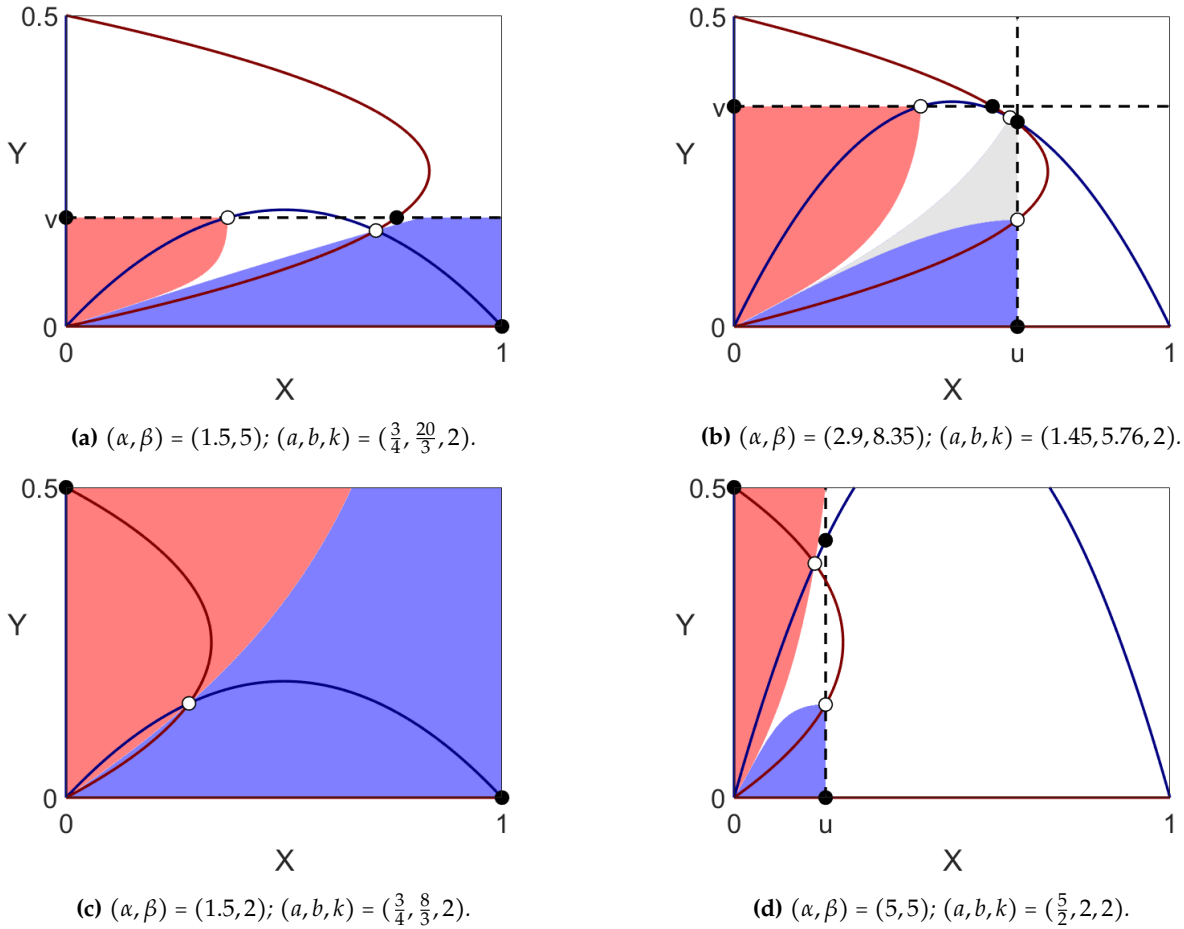 0.5
Y
v
0
0
1
X
(a) (α, β) = (1.5, 5); (a, b, k) = (3/4, 20/3, 2).
0.5
v
Y
0
0
u
1
X
(b) (α, β) = (2.9, 8.35); (a, b, k) = (1.45, 5.76, 2).
0.5
Y
0
0
1
X
(c) (α, β) = (1.5, 2); (a, b, k) = (3/4, 8/3, 2).
0.5
Y
0
0
u
1
X
(d) (α, β) = (5, 5); (a, b, k) = (5/2, 2, 2).